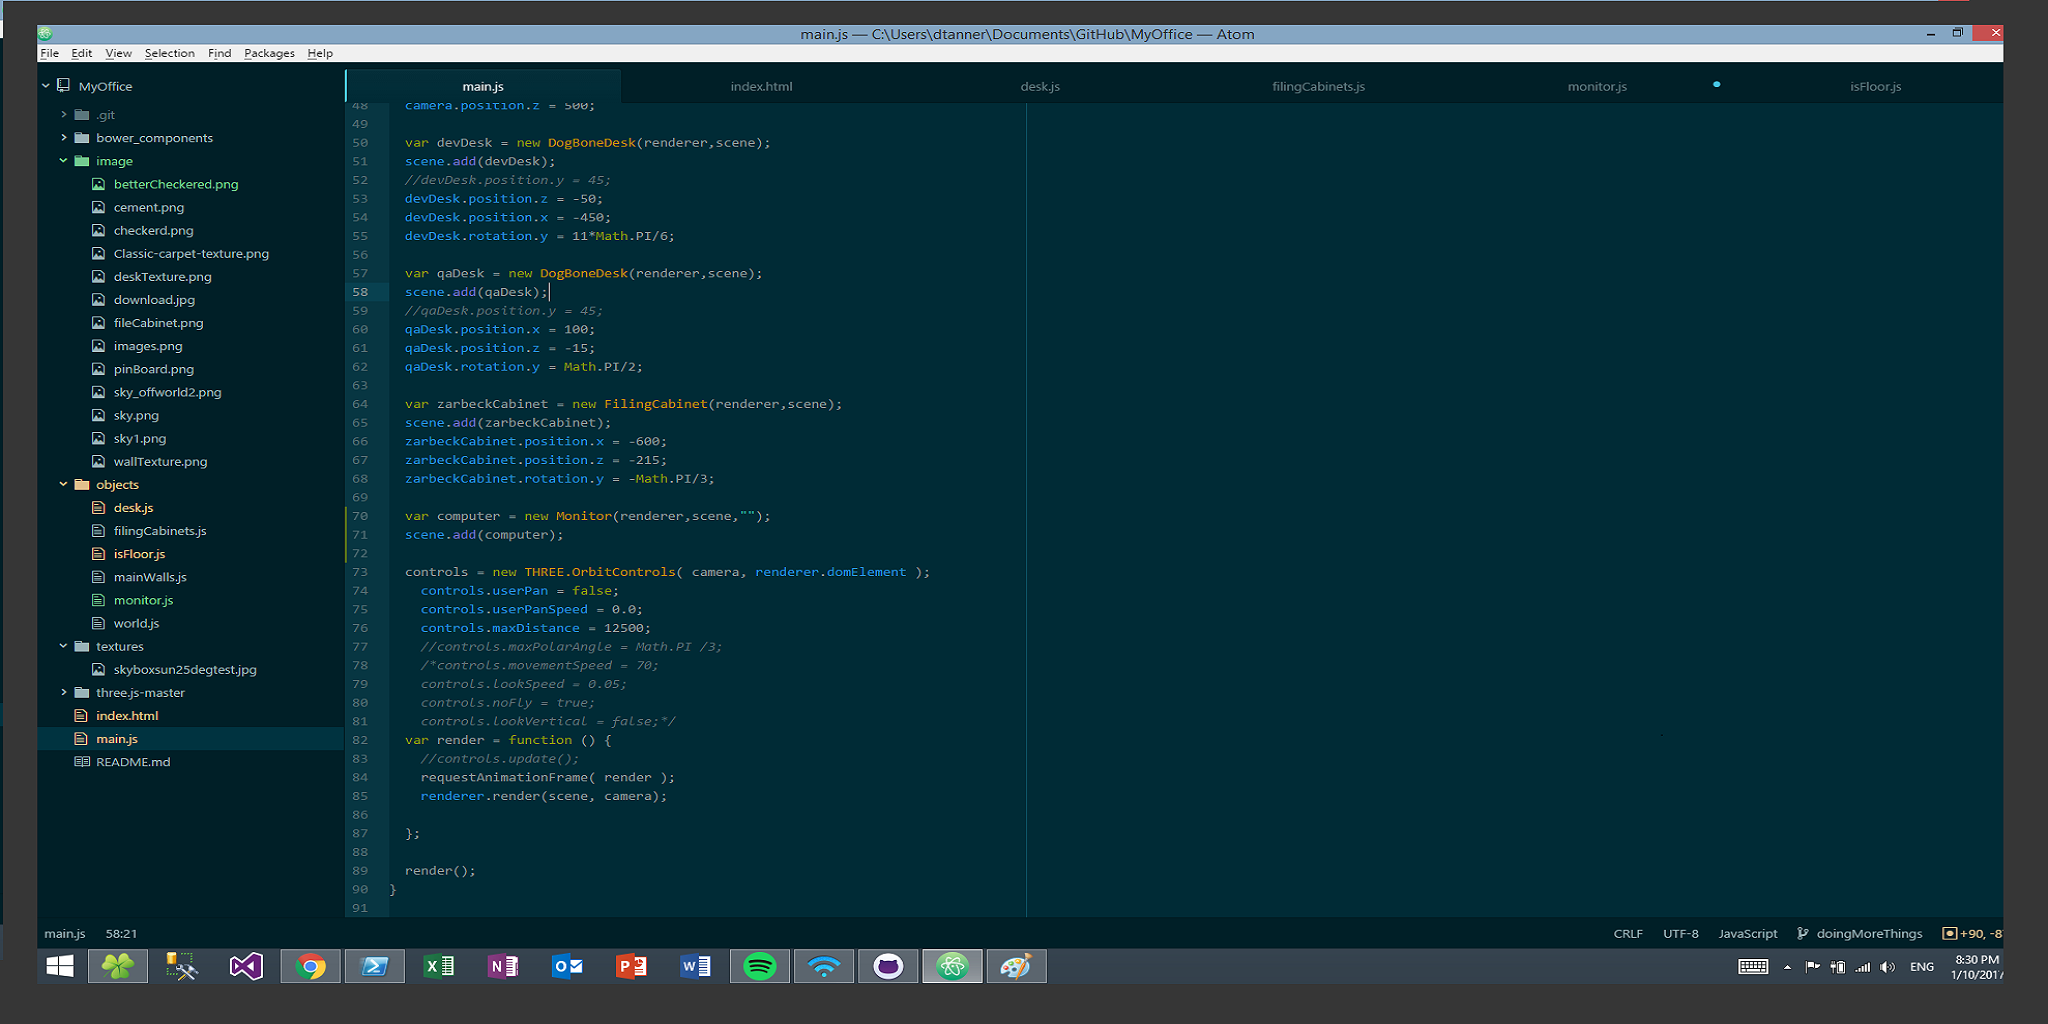 main.js — C:\Users\dtanner\Documents\GitHub\MyOffice — Atom
File Edit View Selection Find Packages Help
MyOffice
.git
bower_components
image
betterCheckered.png
cement.png
checkerd.png
Classic-carpet-texture.png
deskTexture.png
download.jpg
fileCabinet.png
images.png
pinBoard.png
sky_offworld2.png
sky.png
sky1.png
wallTexture.png
objects
desk.js
filingCabinets.js
isFloor.js
mainWalls.js
monitor.js
world.js
textures
skyboxsun25degtest.jpg
three.js-master
index.html
main.js
README.md
main.js index.html desk.js filingCabinets.js monitor.js isFloor.js
48 camera.position.z = 500;
49
50 var devDesk = new DogBoneDesk(renderer,scene);
51 scene.add(devDesk);
52 //devDesk.position.y = 45;
53 devDesk.position.z = -50;
54 devDesk.position.x = -450;
55 devDesk.rotation.y = 11*Math.PI/6;
56
57 var qaDesk = new DogBoneDesk(renderer,scene);
58 scene.add(qaDesk);
59 //qaDesk.position.y = 45;
60 qaDesk.position.x = 100;
61 qaDesk.position.z = -15;
62 qaDesk.rotation.y = Math.PI/2;
63
64 var zarbeckCabinet = new FilingCabinet(renderer,scene);
65 scene.add(zarbeckCabinet);
66 zarbeckCabinet.position.x = -600;
67 zarbeckCabinet.position.z = -215;
68 zarbeckCabinet.rotation.y = -Math.PI/3;
69
70 var computer = new Monitor(renderer,scene,"");
71 scene.add(computer);
72
73 controls = new THREE.OrbitControls( camera, renderer.domElement );
74 controls.userPan = false;
75 controls.userPanSpeed = 0.0;
76 controls.maxDistance = 12500;
77 //controls.maxPolarAngle = Math.PI /3;
78 /*controls.movementSpeed = 70;
79 controls.lookSpeed = 0.05;
80 controls.noFly = true;
81 controls.lookVertical = false;*/
82 var render = function () {
83 //controls.update();
84 requestAnimationFrame( render );
85 renderer.render(scene, camera);
86
87 };
88
89 render();
90 }
91
main.js 58:21 CRLF UTF-8 JavaScript doingMoreThings +90, -8
ENG 8:30 PM
1/10/201